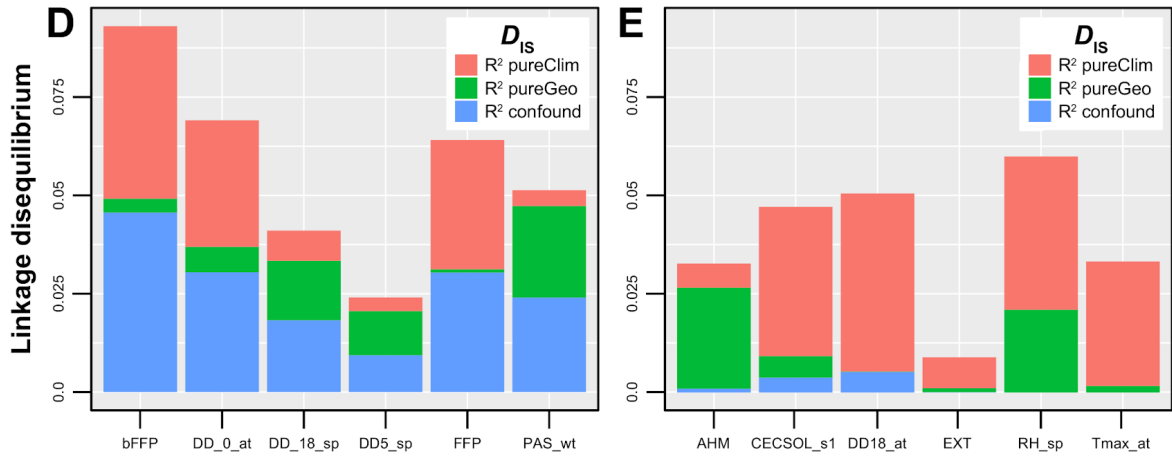 D
E
Linkage disequilibrium
0.075
0.05
0.025
0.0
D_IS
R² pureClim
R² pureGeo
R² confound
bFFP DD_0_at DD_18_sp DD5_sp FFP PAS_wt
0.075
0.05
0.025
0.0
D_IS
R² pureClim
R² pureGeo
R² confound
AHM CECSOL_s1 DD18_at EXT RH_sp Tmax_at